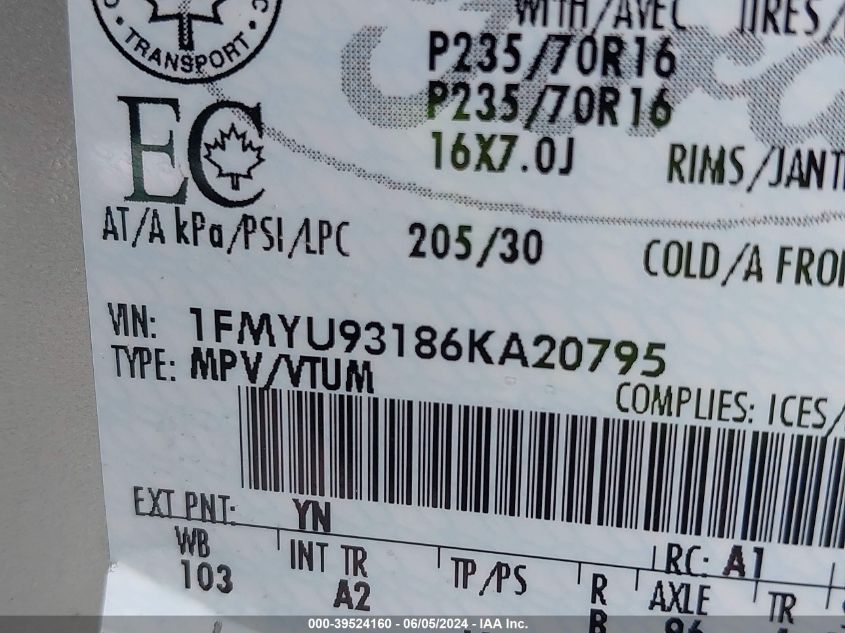 WITH/AVEC TIRES/
TRANSPORT
P235/70R16
P235/70R16
16X7.0J RIMS/JANT
EC
AT/A kPa/PSI/LPC 205/30 COLD/A FROI
VIN: 1FMYU93186KA20795
TYPE: MPV/VTUM
COMPLIES: ICES/
EXT PNT: YN RC: A1
WB INT TR TP/PS R AXLE TR
103 A2 B 96
000-39524160 - 06/05/2024 - IAA Inc.